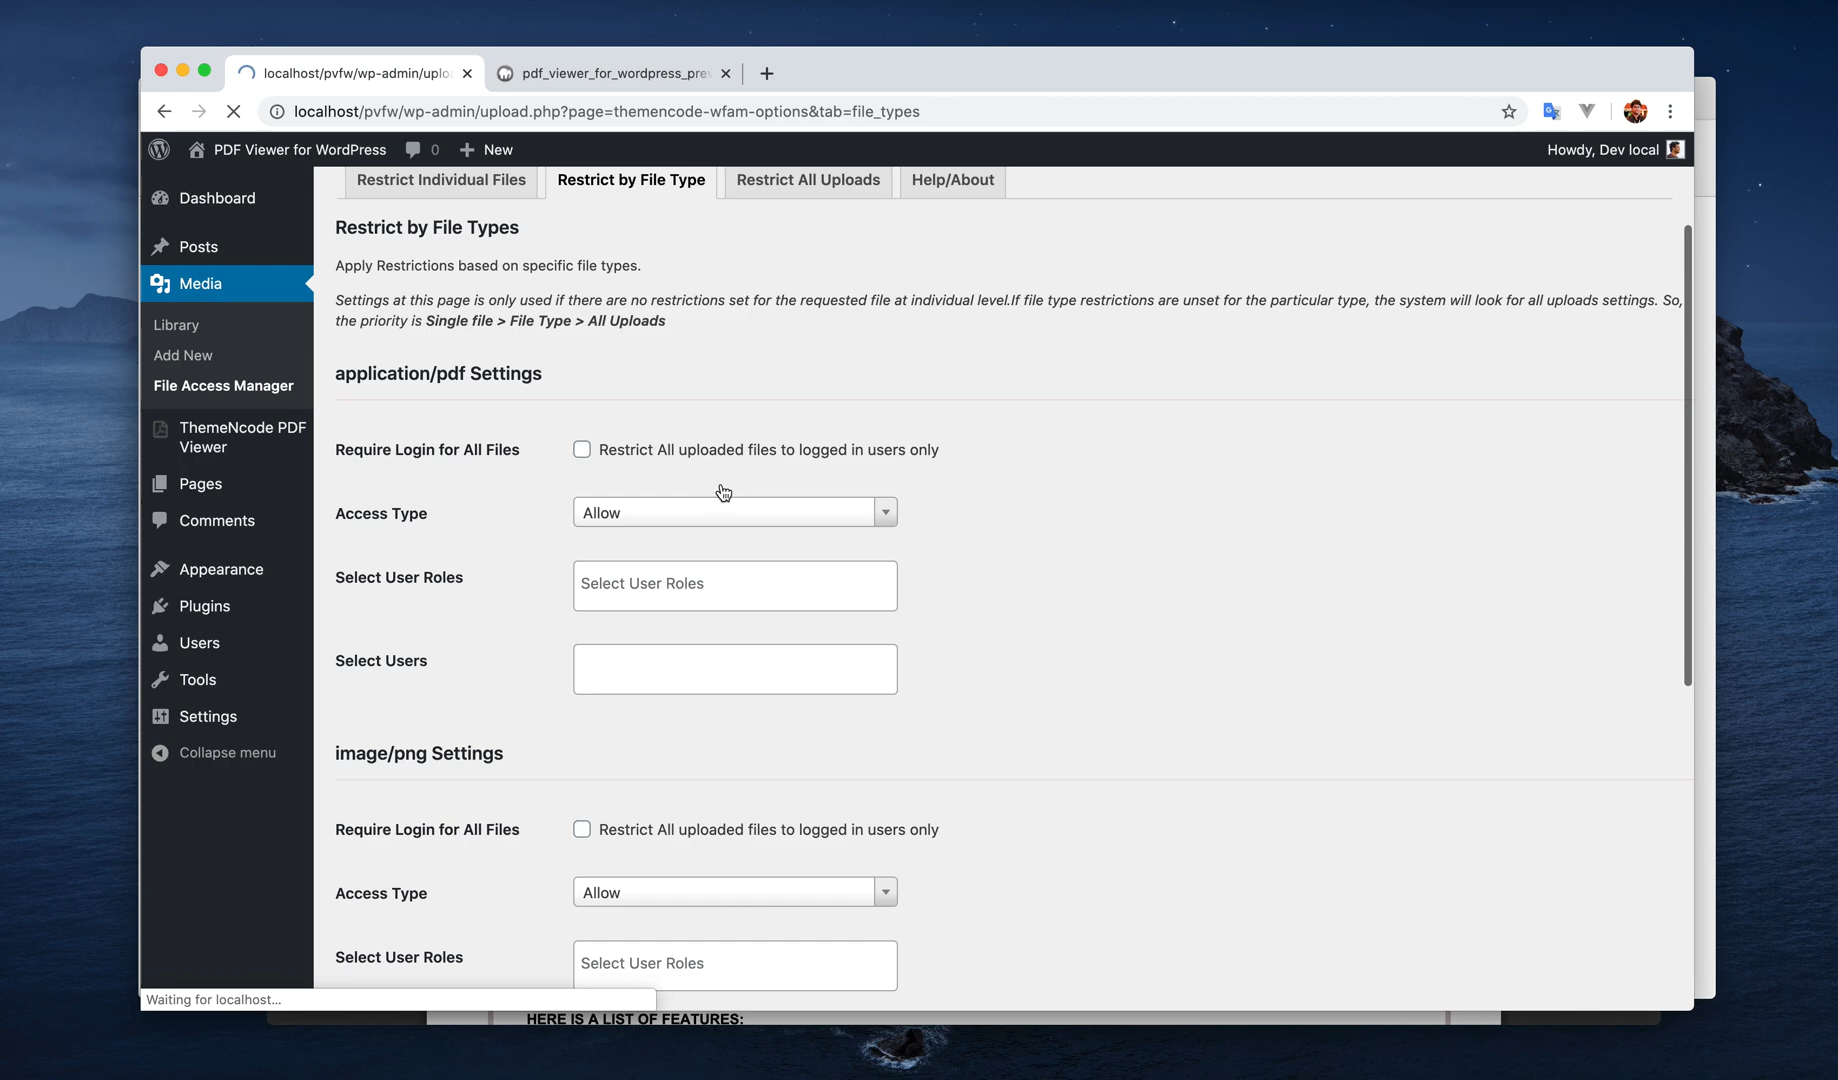 localhost/pvfw/wp-admin/uplo
pdf_viewer_for_wordpress_pre
localhost/pvfw/wp-admin/upload.php?page=themencode-wfam-options&tab=file_types
PDF Viewer for WordPress
0
New
Howdy, Dev local
Dashboard
Posts
Media
Library
Add New
File Access Manager
ThemeNcode PDF
Viewer
Pages
Comments
Appearance
Plugins
Users
Tools
Settings
Collapse menu
Restrict Individual Files
Restrict by File Type
Restrict All Uploads
Help/About
Restrict by File Types
Apply Restrictions based on specific file types.
Settings at this page is only used if there are no restrictions set for the requested file at individual level.If file type restrictions are unset for the particular type, the system will look for all uploads settings. So,
the priority is Single file > File Type > All Uploads
application/pdf Settings
Require Login for All Files
Restrict All uploaded files to logged in users only
Access Type
Allow
Select User Roles
Select User Roles
Select Users
image/png Settings
Require Login for All Files
Restrict All uploaded files to logged in users only
Access Type
Allow
Select User Roles
Select User Roles
Waiting for localhost...
HERE IS A LIST OF FEATURES: